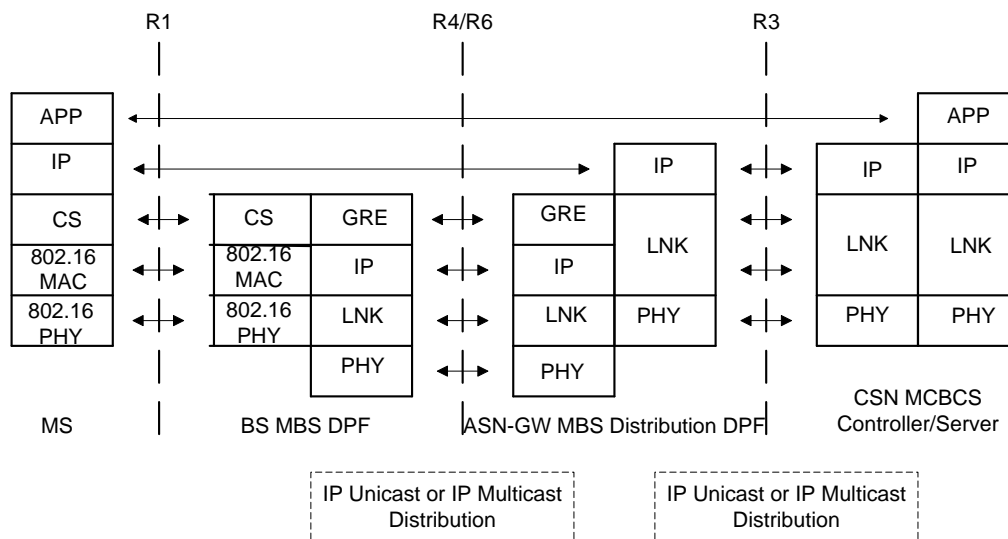 R1
R4/R6
R3
APP
IP
CS
802.16
MAC
802.16
PHY
CS
802.16
MAC
802.16
PHY
GRE
IP
LNK
PHY
GRE
IP
LNK
PHY
IP
LNK
PHY
IP
LNK
PHY
APP
IP
LNK
PHY
MS
BS MBS DPF
ASN-GW MBS Distribution DPF
CSN MCBCS
Controller/Server
IP Unicast or IP Multicast
Distribution
IP Unicast or IP Multicast
Distribution